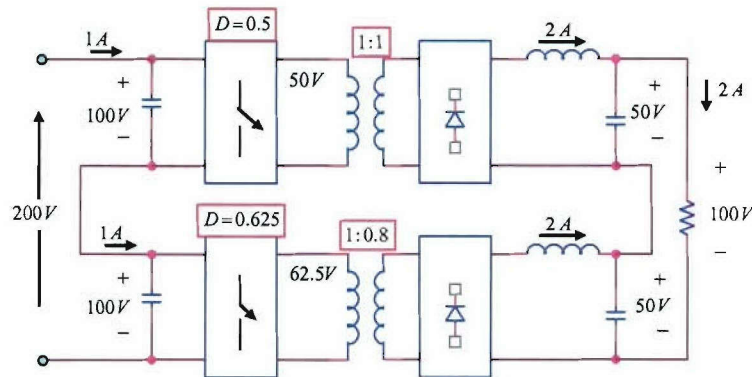 D=0.5
1A
1:1
2A
+
100V
−
50V
+
50V
−
2A
200V
+
100V
−
D=0.625
1A
1:0.8
2A
+
100V
−
62.5V
+
50V
−